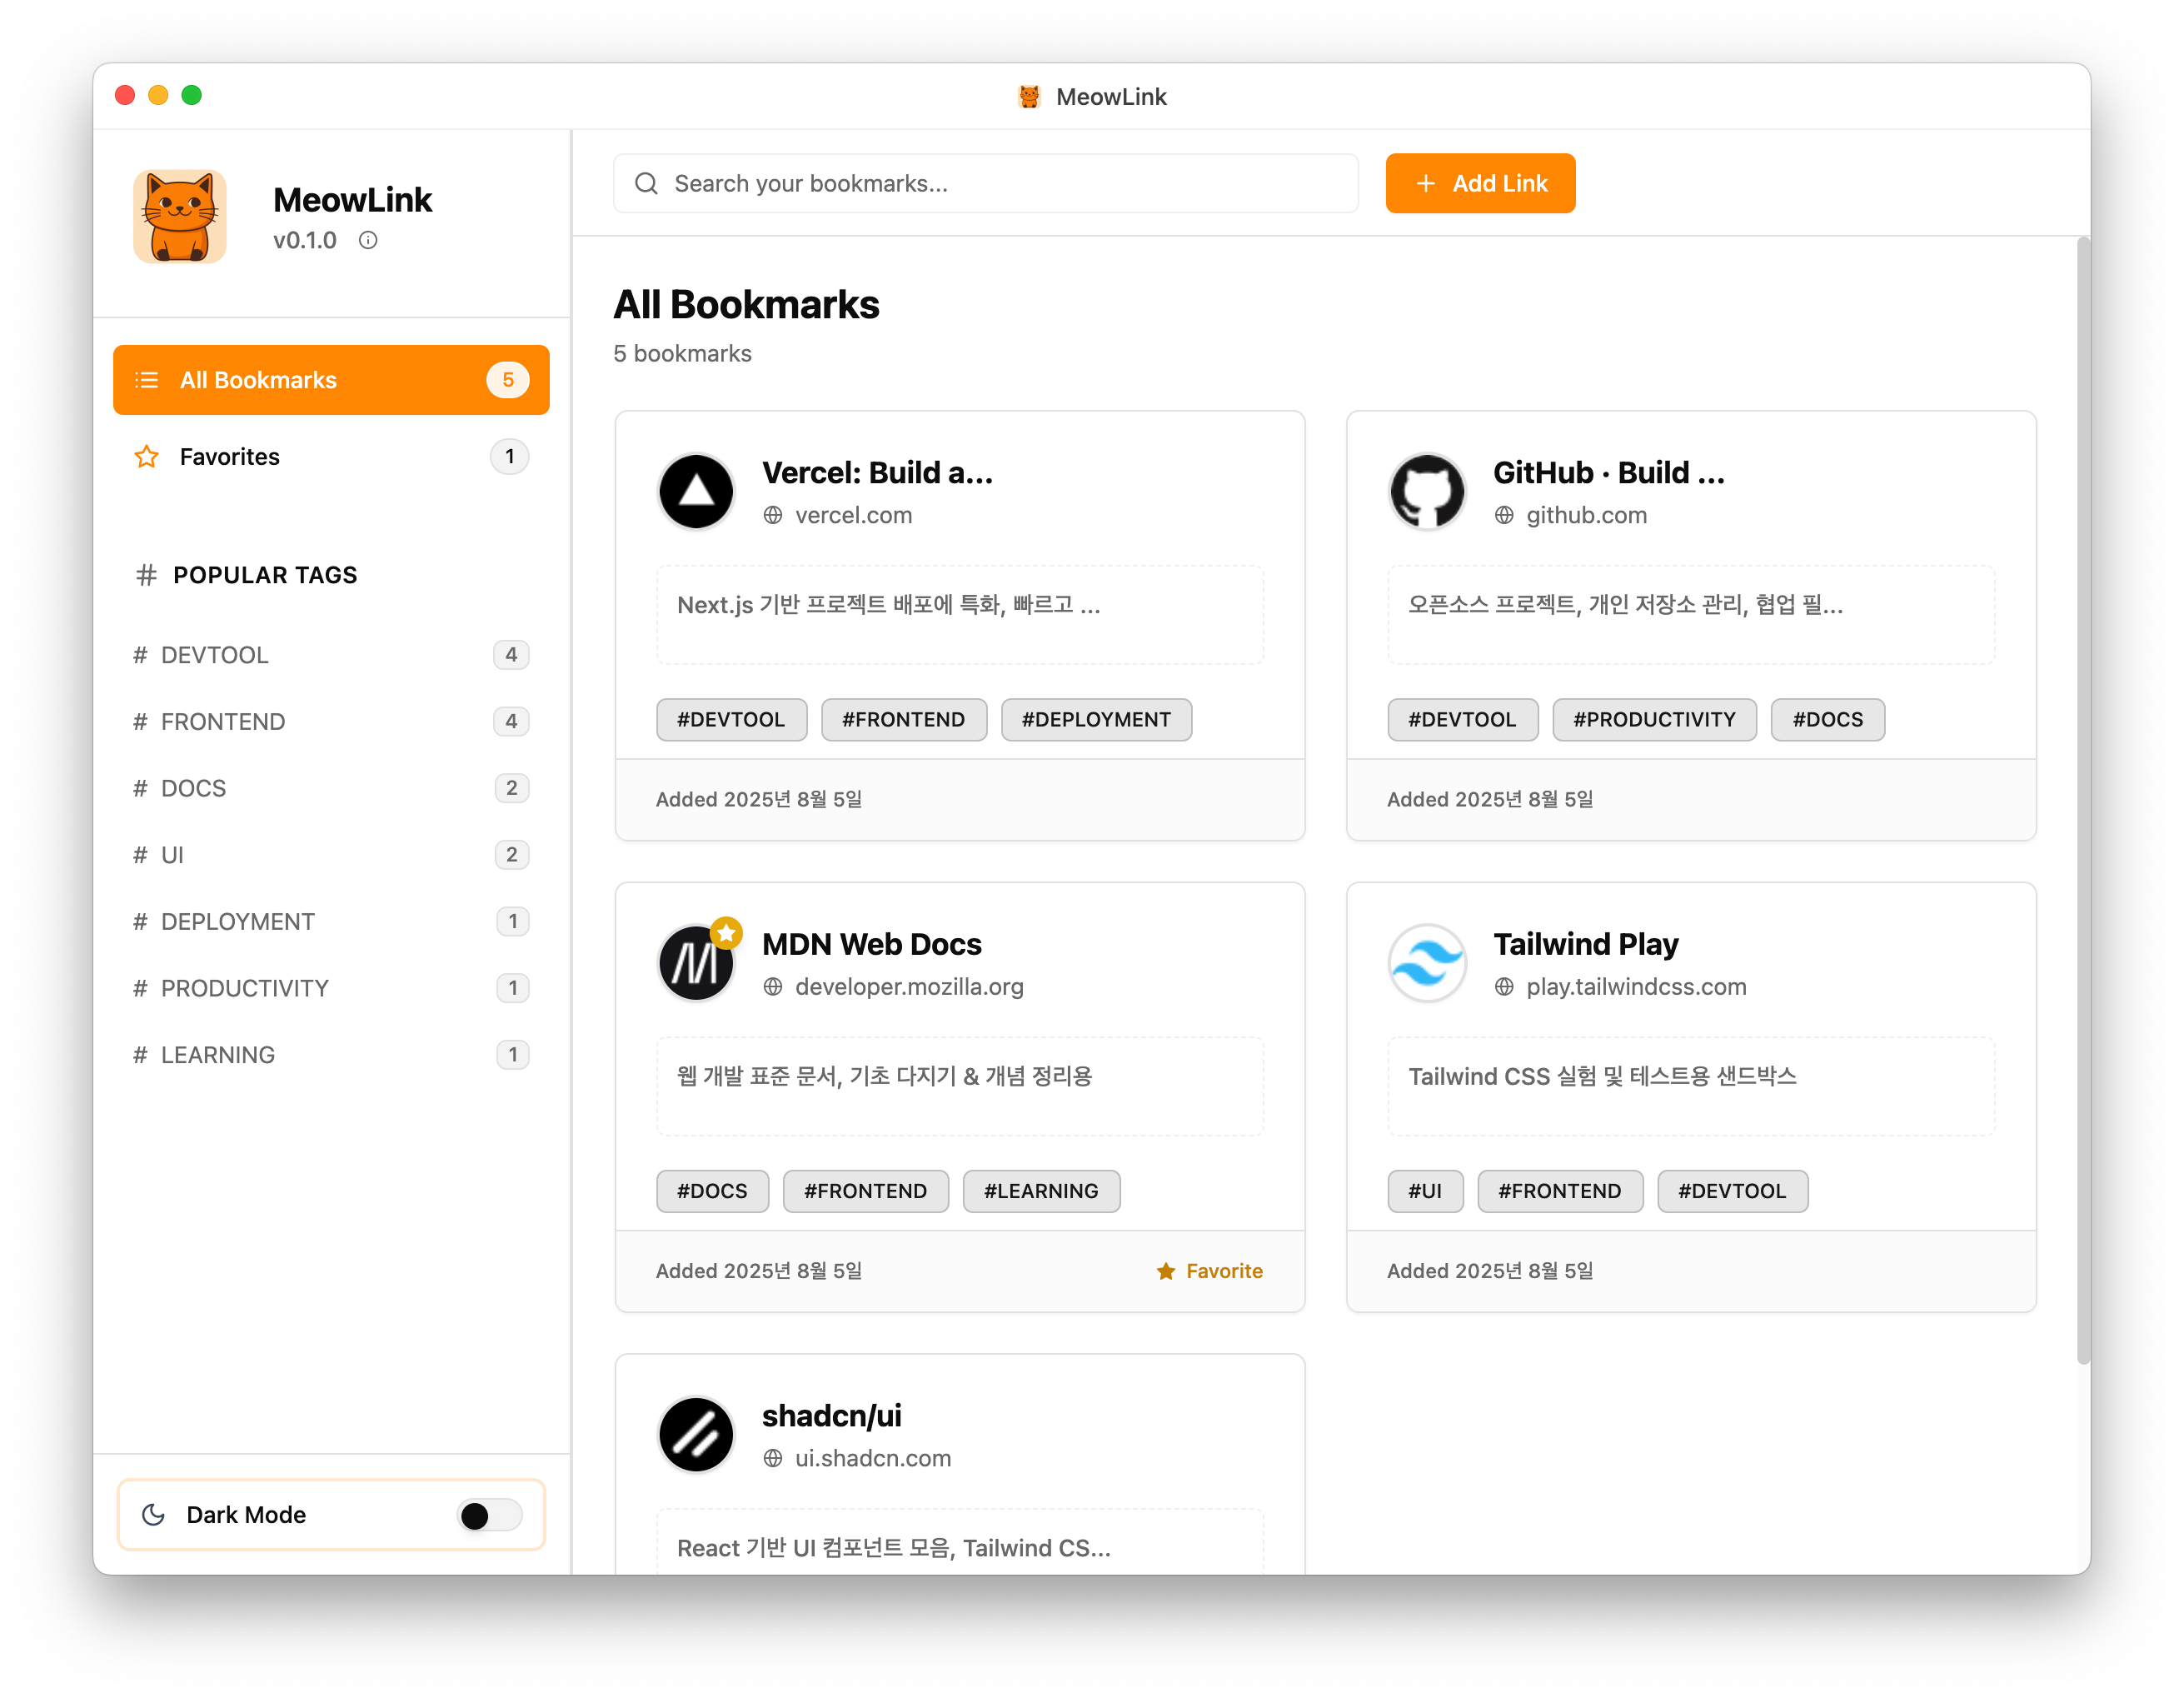 MeowLink
MeowLink
v0.1.0
All Bookmarks 5
Favorites 1
# POPULAR TAGS
# DEVTOOL 4
# FRONTEND 4
# DOCS 2
# UI 2
# DEPLOYMENT 1
# PRODUCTIVITY 1
# LEARNING 1
Dark Mode
Search your bookmarks...
+ Add Link
All Bookmarks
5 bookmarks
Vercel: Build a...
vercel.com
Next.js 기반 프로젝트 배포에 특화, 빠르고 ...
#DEVTOOL #FRONTEND #DEPLOYMENT
Added 2025년 8월 5일
GitHub · Build ...
github.com
오픈소스 프로젝트, 개인 저장소 관리, 협업 필...
#DEVTOOL #PRODUCTIVITY #DOCS
Added 2025년 8월 5일
MDN Web Docs
developer.mozilla.org
웹 개발 표준 문서, 기초 다지기 & 개념 정리용
#DOCS #FRONTEND #LEARNING
Added 2025년 8월 5일 Favorite
Tailwind Play
play.tailwindcss.com
Tailwind CSS 실험 및 테스트용 샌드박스
#UI #FRONTEND #DEVTOOL
Added 2025년 8월 5일
shadcn/ui
ui.shadcn.com
React 기반 UI 컴포넌트 모음, Tailwind CS...